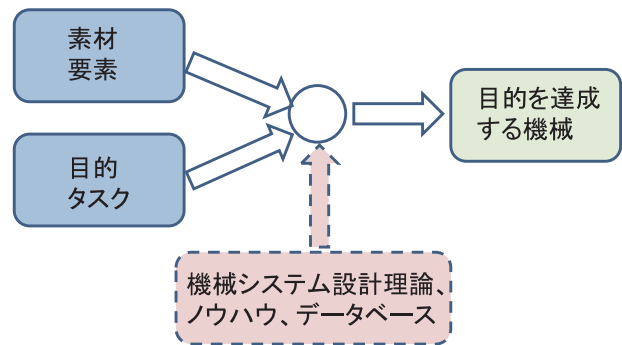 素材
要素
目的
タスク
目的を達成
する機械
機械システム設計理論、
ノウハウ、データベース